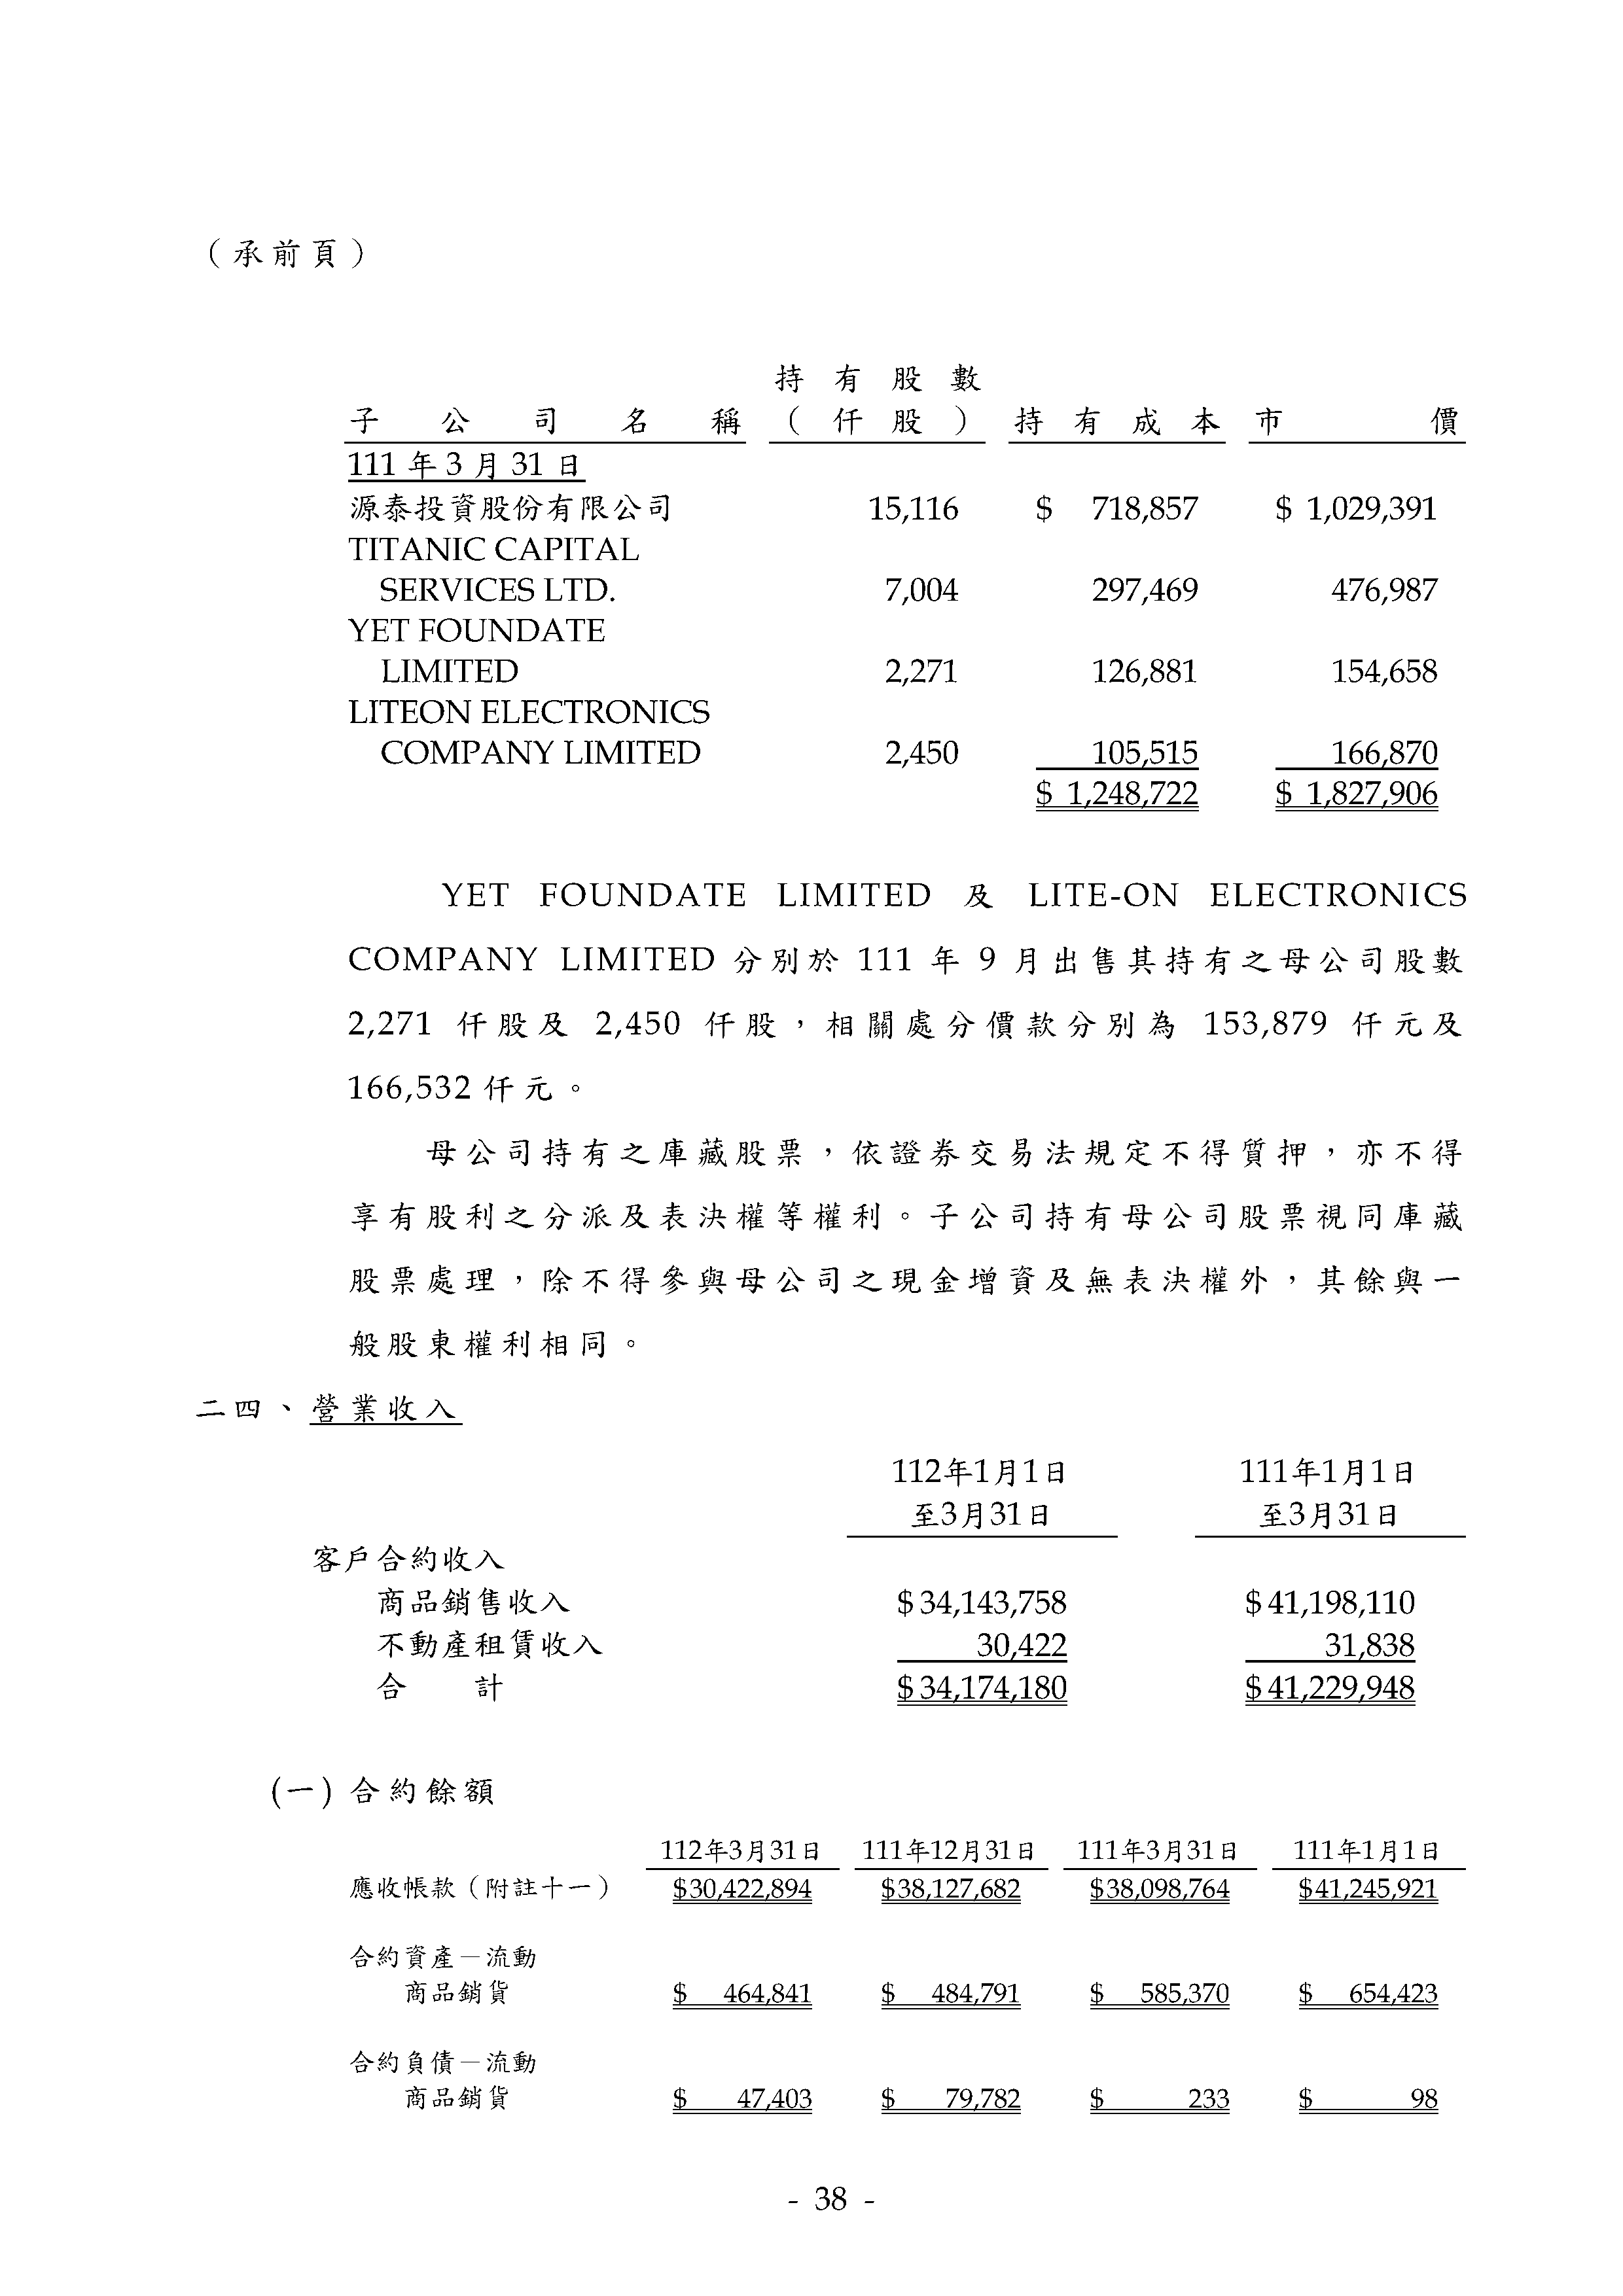 （承前頁）
持有股數
子公司名稱 （仟股） 持有成本 市價
111年3月31日
源泰投資股份有限公司 15,116 $ 718,857 $ 1,029,391
TITANIC CAPITAL
SERVICES LTD. 7,004 297,469 476,987
YET FOUNDATE
LIMITED 2,271 126,881 154,658
LITEON ELECTRONICS
COMPANY LIMITED 2,450 105,515 166,870
$ 1,248,722 $ 1,827,906
YET FOUNDATE LIMITED 及 LITE-ON ELECTRONICS
COMPANY LIMITED 分別於 111 年 9 月出售其持有之母公司股數
2,271 仟股及 2,450 仟股，相關處分價款分別為 153,879 仟元及
166,532 仟元。
母公司持有之庫藏股票，依證券交易法規定不得質押，亦不得
享有股利之分派及表決權等權利。子公司持有母公司股票視同庫藏
股票處理，除不得參與母公司之現金增資及無表決權外，其餘與一
般股東權利相同。
二四、營業收入
112年1月1日 111年1月1日
至3月31日 至3月31日
客戶合約收入
商品銷售收入 $34,143,758 $41,198,110
不動產租賃收入 30,422 31,838
合計 $34,174,180 $41,229,948
(一) 合約餘額
112年3月31日 111年12月31日 111年3月31日 111年1月1日
應收帳款（附註十一） $30,422,894 $38,127,682 $38,098,764 $41,245,921
合約資產－流動
商品銷貨 $ 464,841 $ 484,791 $ 585,370 $ 654,423
合約負債－流動
商品銷貨 $ 47,403 $ 79,782 $ 233 $ 98
- 38 -